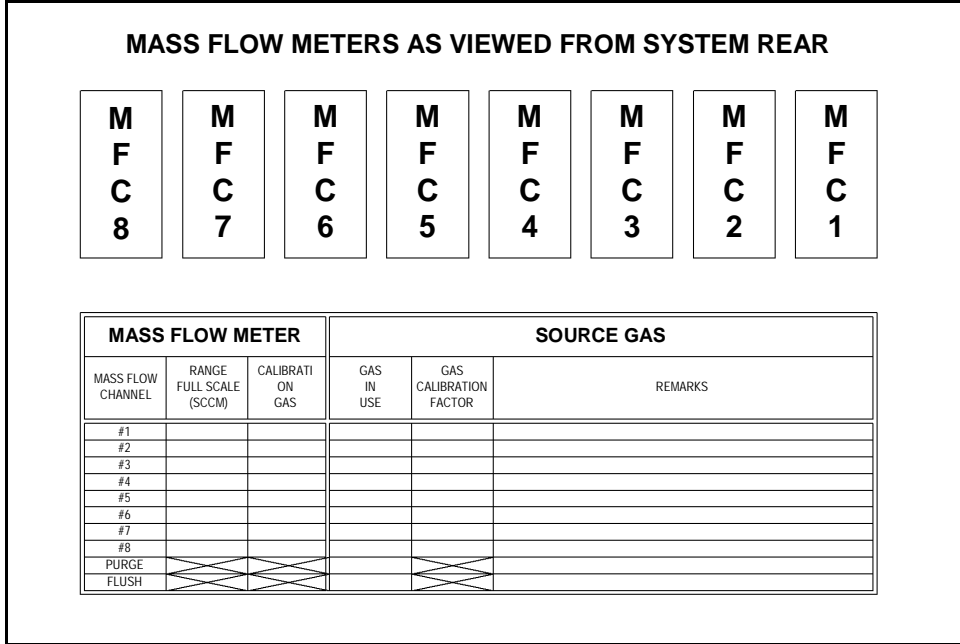 MASS FLOW METERS AS VIEWED FROM SYSTEM REAR
M
F
C
8
M
F
C
7
M
F
C
6
M
F
C
5
M
F
C
4
M
F
C
3
M
F
C
2
M
F
C
1
MASS FLOW METER
SOURCE GAS
MASS FLOW
CHANNEL
RANGE
FULL SCALE
(SCCM)
CALIBRATI
ON
GAS
GAS
IN
USE
GAS
CALIBRATION
FACTOR
REMARKS
#1
#2
#3
#4
#5
#6
#7
#8
PURGE
FLUSH